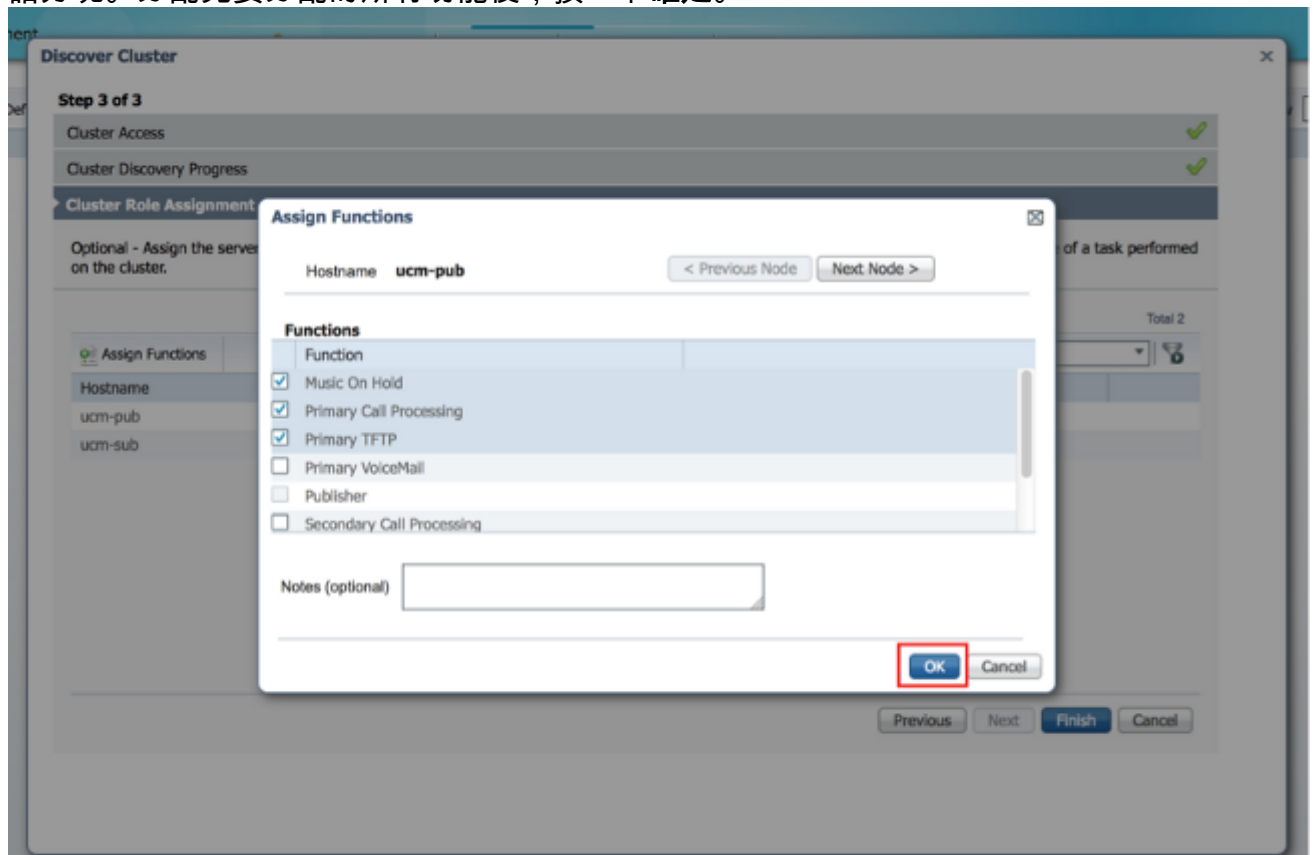 ment
Discover Cluster
Step 3 of 3
Def
Cluster Access
Cluster Discovery Progress
Cluster Role Assignment
Assign Functions
Optional - Assign the server
of a task performed
on the cluster.
Hostname ucm-pub < Previous Node Next Node >
Total 2
Functions
Assign Functions
Function
Hostname
Music On Hold
ucm-pub
Primary Call Processing
ucm-sub
Primary TFTP
Primary VoiceMail
Publisher
Secondary Call Processing
Notes (optional)
OK Cancel
Previous Next Finish Cancel